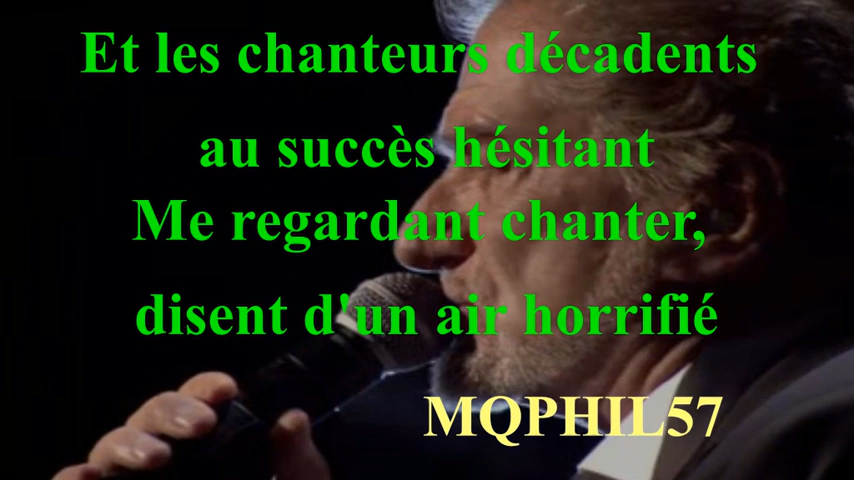 Et les chanteurs décadents
au succès hésitant
Me regardant chanter,
disent d'un air horrifié
MQPHIL57